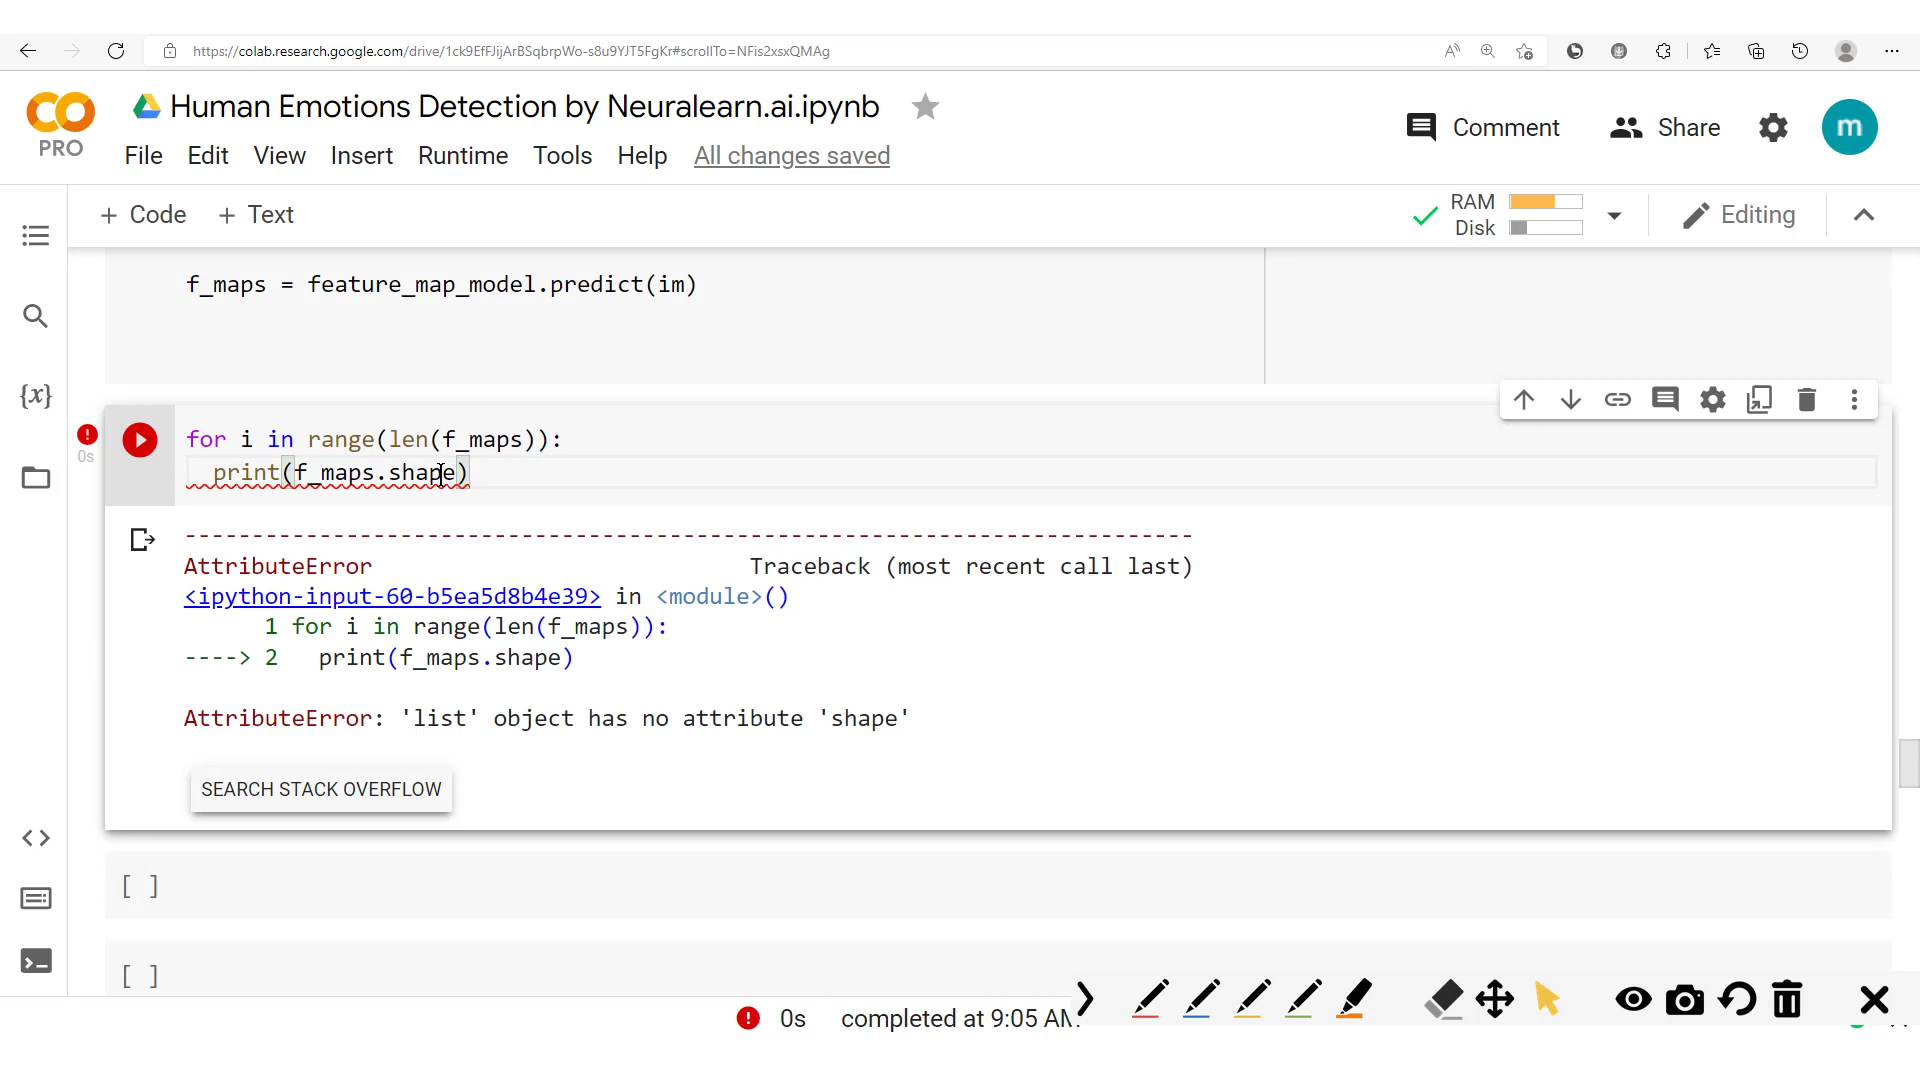 https://colab.research.google.com/drive/1ck9EfFJijArBSqbrpWo-s8u9YJT5FgKr#scrollTo=NFis2xsxQMAg
Human Emotions Detection by Neuralearn.ai.ipynb
PRO
File Edit View Insert Runtime Tools Help All changes saved
Comment
Share
m
+ Code + Text
RAM
Disk
Editing
f_maps = feature_map_model.predict(im)
{x}
0s
for i in range(len(f_maps)):
print(f_maps.shape)
-----------------------------------------------------------------------
AttributeError Traceback (most recent call last)
<ipython-input-60-b5ea5d8b4e39> in <module>()
1 for i in range(len(f_maps)):
----> 2 print(f_maps.shape)
AttributeError: 'list' object has no attribute 'shape'
SEARCH STACK OVERFLOW
[ ]
[ ]
0s completed at 9:05 AM